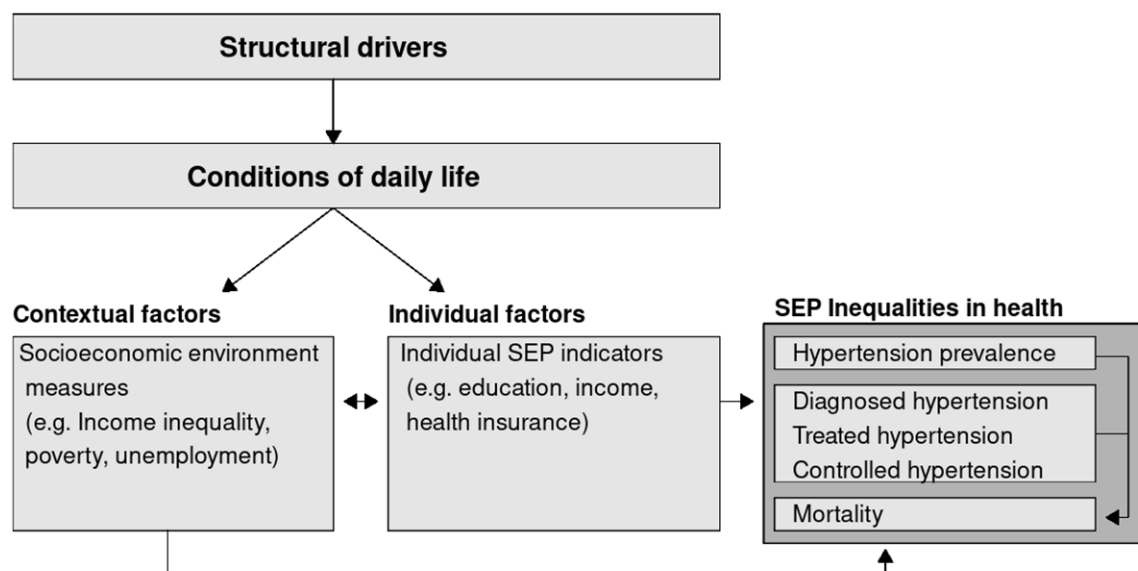 Structural drivers
Conditions of daily life
Contextual factors
Socioeconomic environment
measures
(e.g. Income inequality,
poverty, unemployment)
Individual factors
Individual SEP indicators
(e.g. education, income,
health insurance)
SEP Inequalities in health
Hypertension prevalence
Diagnosed hypertension
Treated hypertension
Controlled hypertension
Mortality